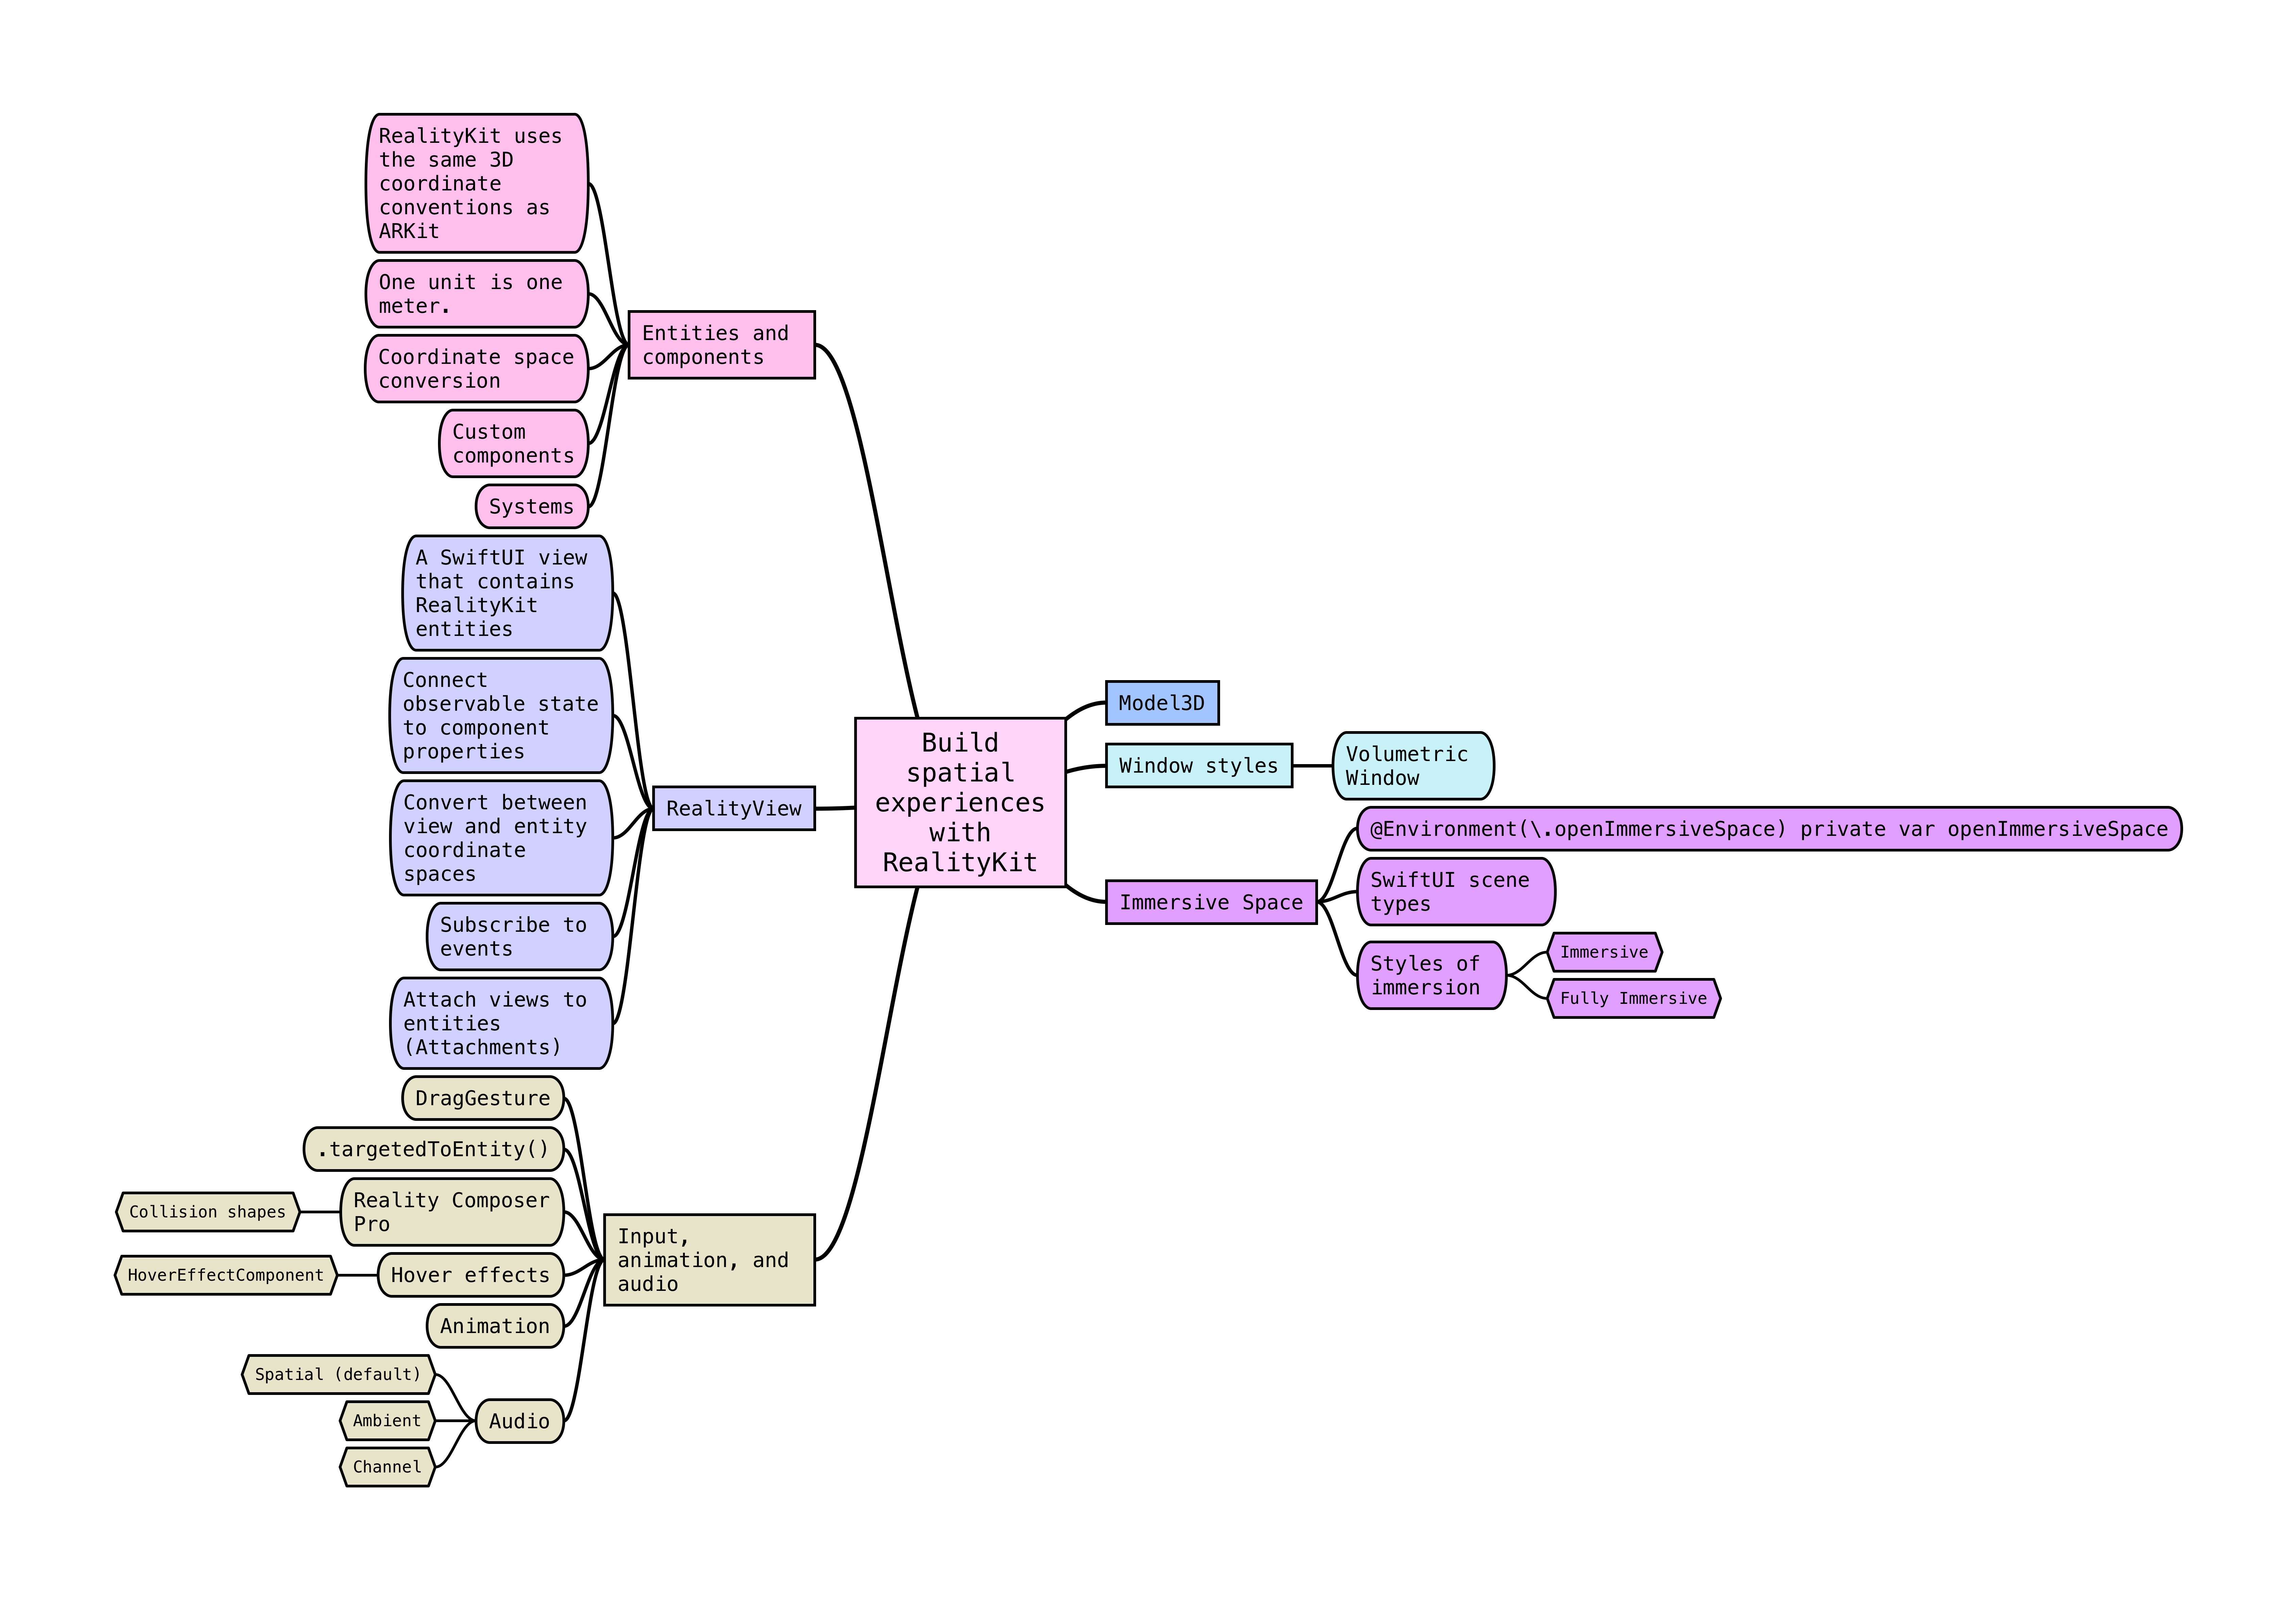 Build
spatial
experiences
with
RealityKit
Model3D
Window styles
Volumetric
Window
Immersive Space
@Environment(\.openImmersiveSpace) private var openImmersiveSpace
SwiftUI scene
types
Styles of
immersion
Immersive
Fully Immersive
Entities and
components
RealityKit uses
the same 3D
coordinate
conventions as
ARKit
One unit is one
meter.
Coordinate space
conversion
Custom
components
Systems
RealityView
A SwiftUI view
that contains
RealityKit
entities
Connect
observable state
to component
properties
Convert between
view and entity
coordinate
spaces
Subscribe to
events
Attach views to
entities
(Attachments)
Input,
animation, and
audio
DragGesture
.targetedToEntity()
Reality Composer
Pro
Collision shapes
Hover effects
HoverEffectComponent
Animation
Audio
Spatial (default)
Ambient
Channel